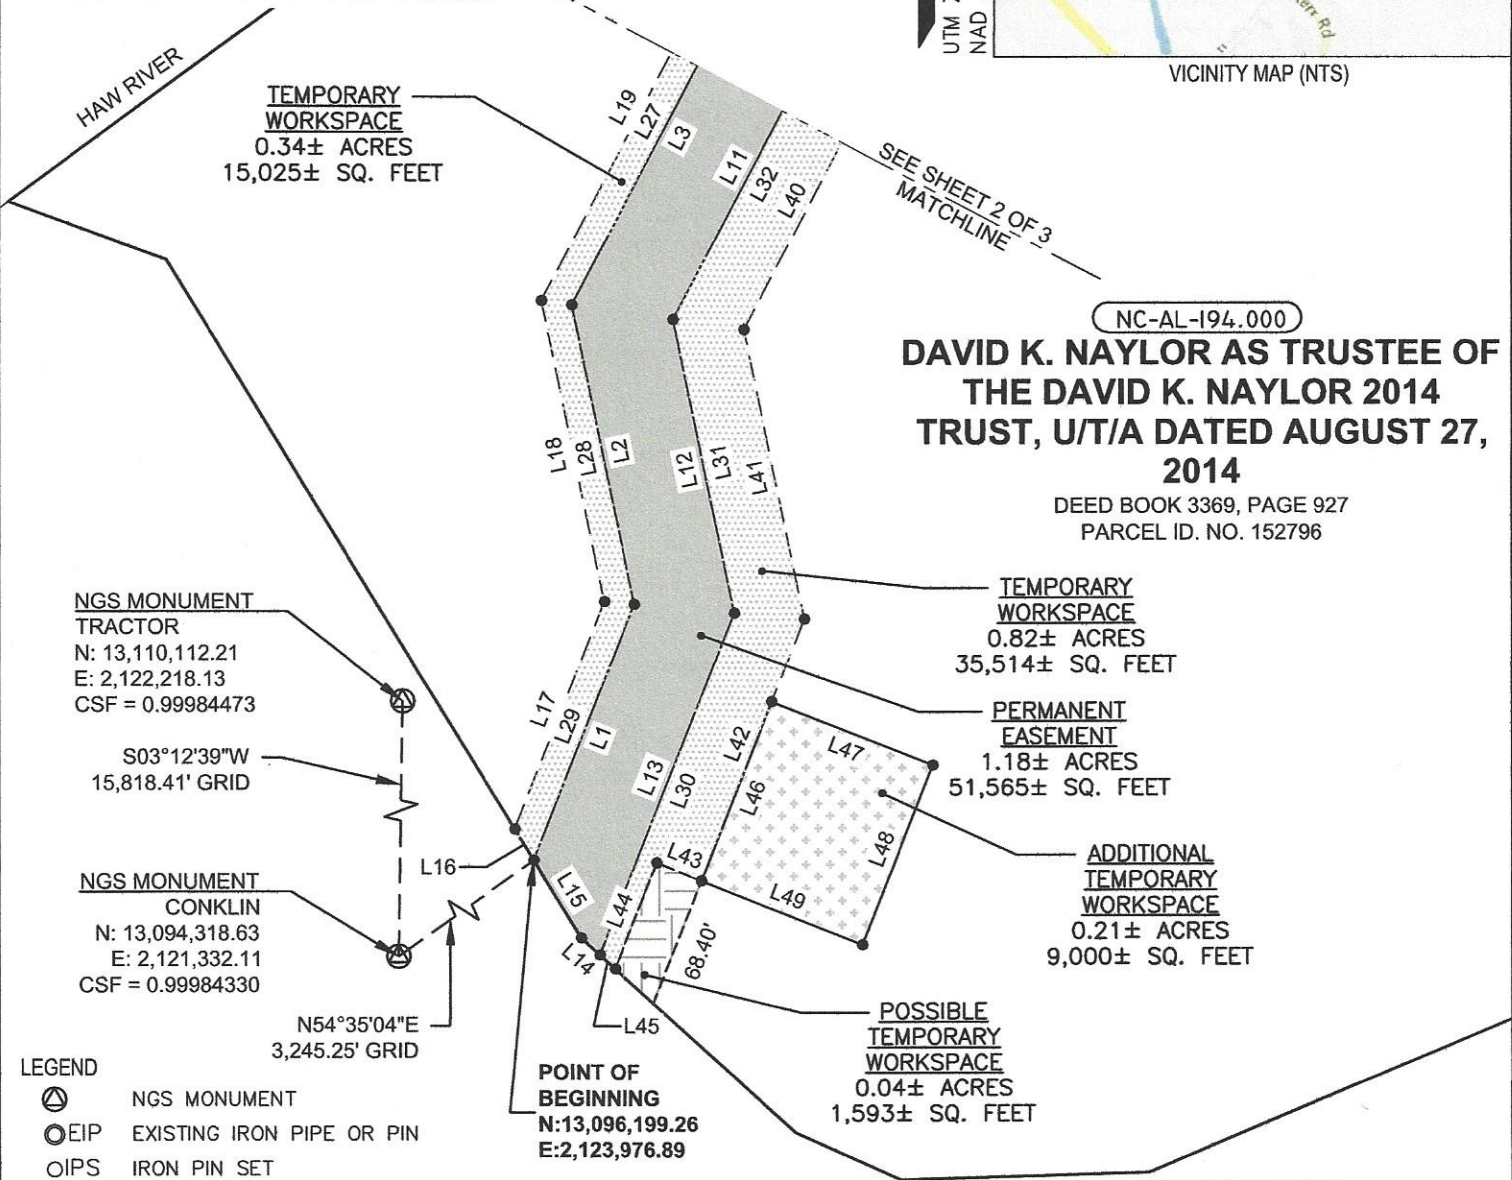 UTM
NAD
Kerr Rd
VICINITY MAP (NTS)
HAW RIVER
TEMPORARY
WORKSPACE
0.34± ACRES
15,025± SQ. FEET
L19
L27
L3
L11
L32
L40
SEE SHEET 2 OF 3
MATCHLINE
NC-AL-194.000
DAVID K. NAYLOR AS TRUSTEE OF
THE DAVID K. NAYLOR 2014
TRUST, U/T/A DATED AUGUST 27,
2014
DEED BOOK 3369, PAGE 927
PARCEL ID. NO. 152796
L18
L28
L2
L12
L31
L41
TEMPORARY
WORKSPACE
0.82± ACRES
35,514± SQ. FEET
NGS MONUMENT
TRACTOR
N: 13,110,112.21
E: 2,122,218.13
CSF = 0.99984473
S03°12'39"W
15,818.41' GRID
L17
L29
L1
L13
L30
L42
L46
L47
L48
L49
PERMANENT
EASEMENT
1.18± ACRES
51,565± SQ. FEET
ADDITIONAL
TEMPORARY
WORKSPACE
0.21± ACRES
9,000± SQ. FEET
NGS MONUMENT
CONKLIN
N: 13,094,318.63
E: 2,121,332.11
CSF = 0.99984330
L16
L15
L43
L44
L14
68.40'
L45
N54°35'04"E
3,245.25' GRID
POINT OF
BEGINNING
N:13,096,199.26
E:2,123,976.89
POSSIBLE
TEMPORARY
WORKSPACE
0.04± ACRES
1,593± SQ. FEET
LEGEND
NGS MONUMENT
EIP EXISTING IRON PIPE OR PIN
IPS IRON PIN SET